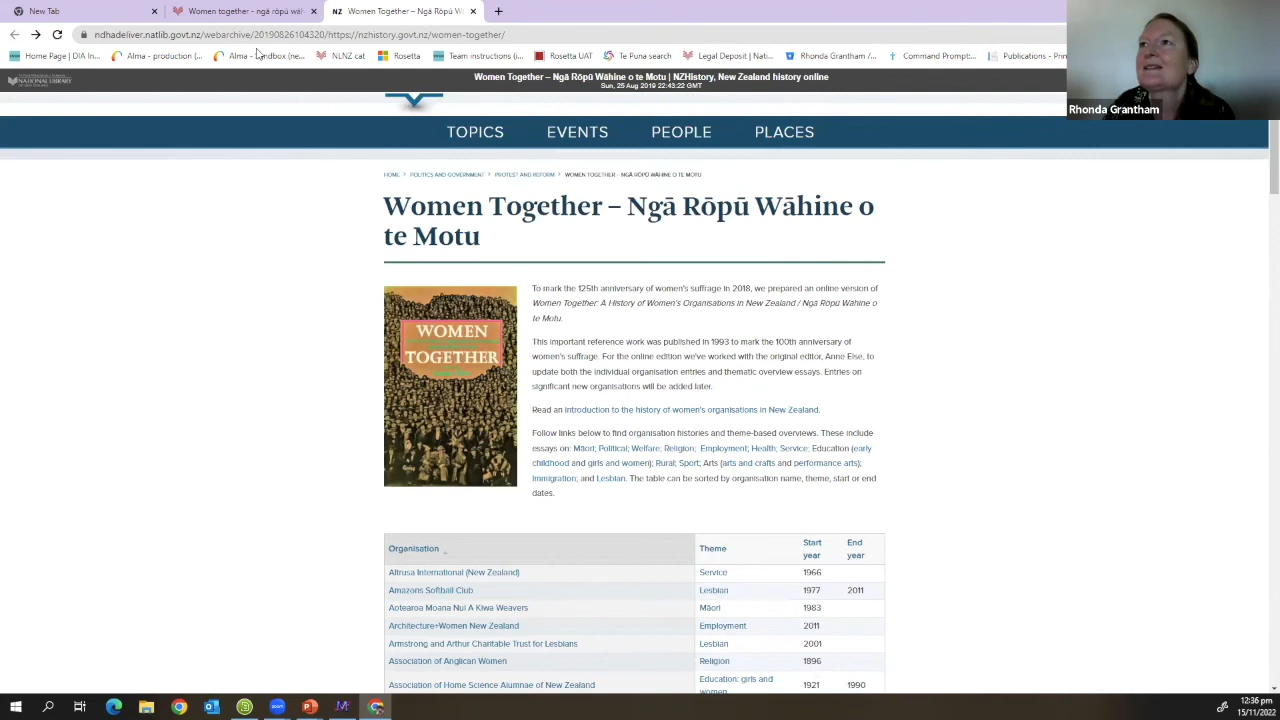 New Tab
Women together - ngā rōpū wāh
Women Together – Ngā Rōpū Wā
ndhadeliver.natlib.govt.nz/webarchive/20190826104320/https://nzhistory.govt.nz/women-together/
Home Page | DIA In...
Alma - production (...
Alma - Sandbox (ne...
NLNZ cat
Rosetta
Team instructions (i...
Rosetta UAT
Te Puna search
Legal Deposit | Nati...
Rhonda Grantham /...
Command Prompt:...
Publications - Prin
NATIONAL LIBRARY
Women Together – Ngā Rōpū Wāhine o te Motu | NZHistory, New Zealand history online
Sun, 25 Aug 2019 22:43:22 GMT
Rhonda Grantham
TOPICS EVENTS PEOPLE PLACES
HOME > POLITICS AND GOVERNMENT > PROTEST AND REFORM > WOMEN TOGETHER – NGĀ RŌPŪ WĀHINE O TE MOTU
Women Together – Ngā Rōpū Wāhine o
te Motu
WOMEN
TOGETHER
To mark the 125th anniversary of women's suffrage in 2018, we prepared an online version of
Women Together: A History of Women's Organisations in New Zealand / Ngā Rōpū Wāhine o
te Motu.
This important reference work was published in 1993 to mark the 100th anniversary of
women's suffrage. For the online edition we've worked with the original editor, Anne Else, to
update both the individual organisation entries and thematic overview essays. Entries on
significant new organisations will be added later.
Read an introduction to the history of women's organisations in New Zealand.
Follow links below to find organisation histories and theme-based overviews. These include
essays on: Māori; Political; Welfare; Religion; Employment; Health; Service; Education (early
childhood and girls and women); Rural; Sport; Arts (arts and crafts and performance arts);
Immigration; and Lesbian. The table can be sorted by organisation name, theme, start or end
dates.
Organisation Theme Start year End year
Altrusa International (New Zealand) Service 1966
Amazons Softball Club Lesbian 1977 2011
Aotearoa Moana Nui A Kiwa Weavers Māori 1983
Architecture+Women New Zealand Employment 2011
Armstrong and Arthur Charitable Trust for Lesbians Lesbian 2001
Association of Anglican Women Religion 1896
Association of Home Science Alumnae of New Zealand Education: girls and women 1921 1990
12:36 pm
15/11/2022